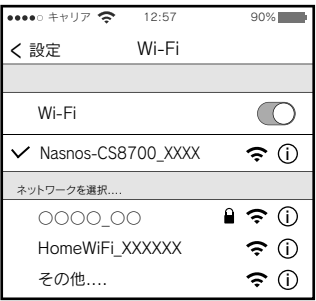 キャリア 12:57 90%
設定 Wi-Fi
Wi-Fi
Nasnos-CS8700_XXXX
ネットワークを選択....
○○○○_○○
HomeWiFi_XXXXXX
その他....